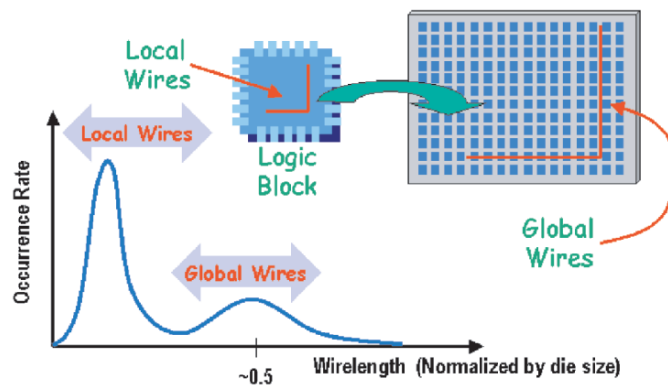 Local
Wires
Local Wires
Logic
Block
Global
Wires
Global Wires
Occurrence Rate
~0.5
Wirelength (Normalized by die size)